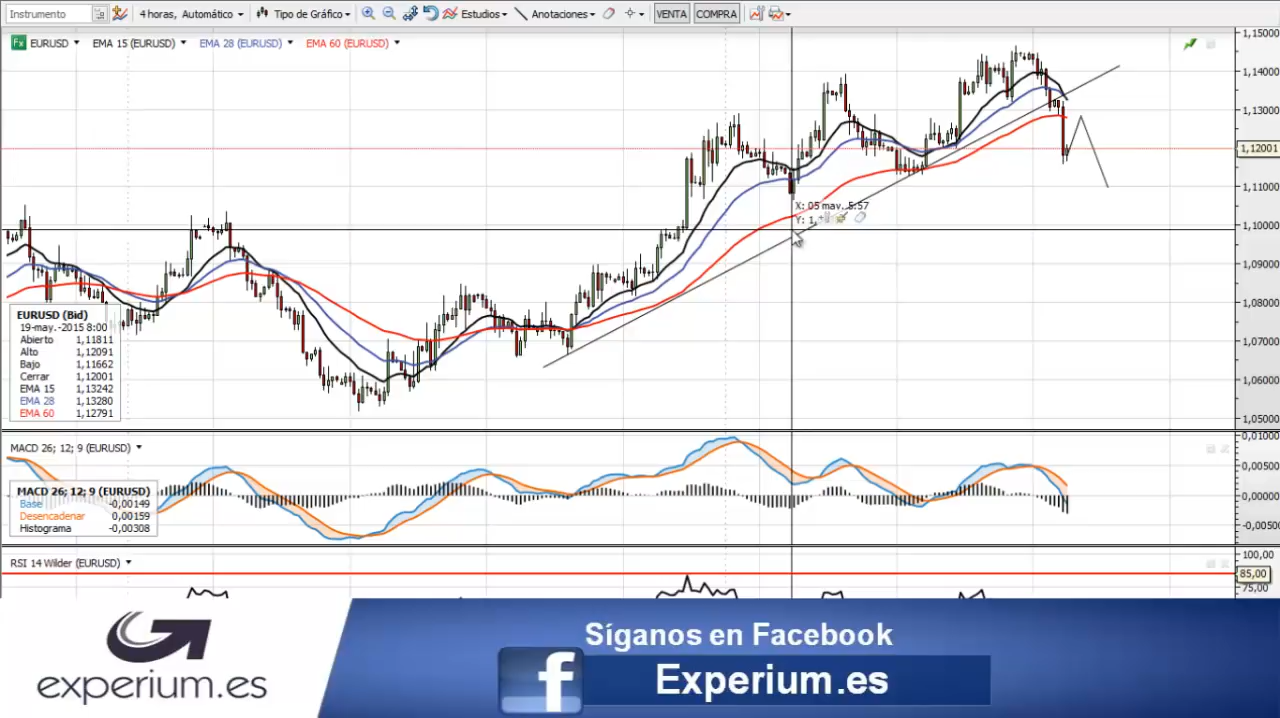 Instrumento 4 horas, Automático Tipo de Gráfico Estudios Anotaciones VENTA COMPRA
EURUSD EMA 15 (EURUSD) EMA 28 (EURUSD) EMA 60 (EURUSD)
1,15000
1,14000
1,13000
1,12001
1,11000
X: 05 may. 5:57
Y: 1,
1,10000
1,09000
1,08000
1,07000
1,06000
1,05000
EURUSD (Bid)
19-may.-2015 8:00
Abierto 1,11811
Alto 1,12091
Bajo 1,11662
Cerrar 1,12001
EMA 15 1,13242
EMA 28 1,13280
EMA 60 1,12791
MACD 26; 12; 9 (EURUSD)
0,01000
0,00500
0,00000
-0,00500
MACD 26; 12; 9 (EURUSD)
Base -0,00149
Desencadenar 0,00159
Histograma -0,00308
RSI 14 Wilder (EURUSD)
100,00
85,00
75,00
experium.es
Síganos en Facebook
f Experium.es